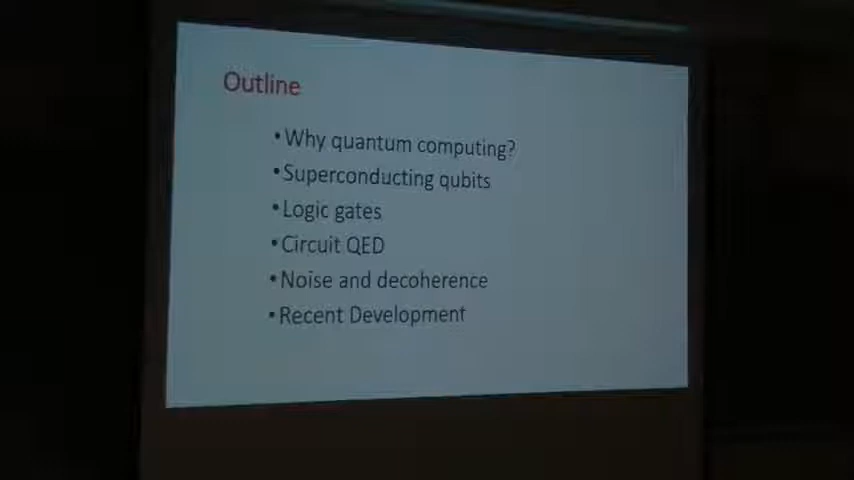 Outline
•Why quantum computing?
•Superconducting qubits
•Logic gates
•Circuit QED
•Noise and decoherence
•Recent Development